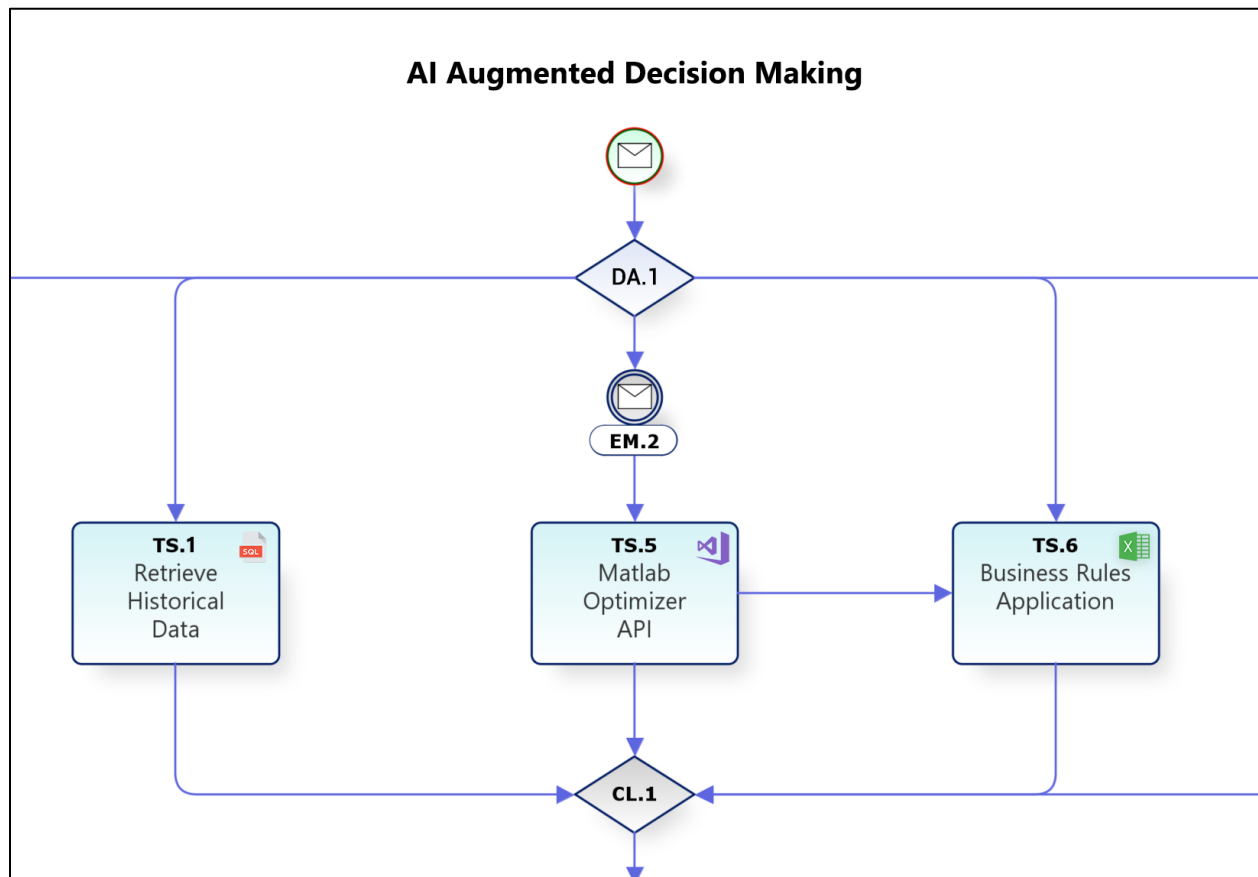 AI Augmented Decision Making
DA.1
EM.2
TS.1
SQL
Retrieve
Historical
Data
TS.5
Matlab
Optimizer
API
TS.6
X
Business Rules
Application
CL.1